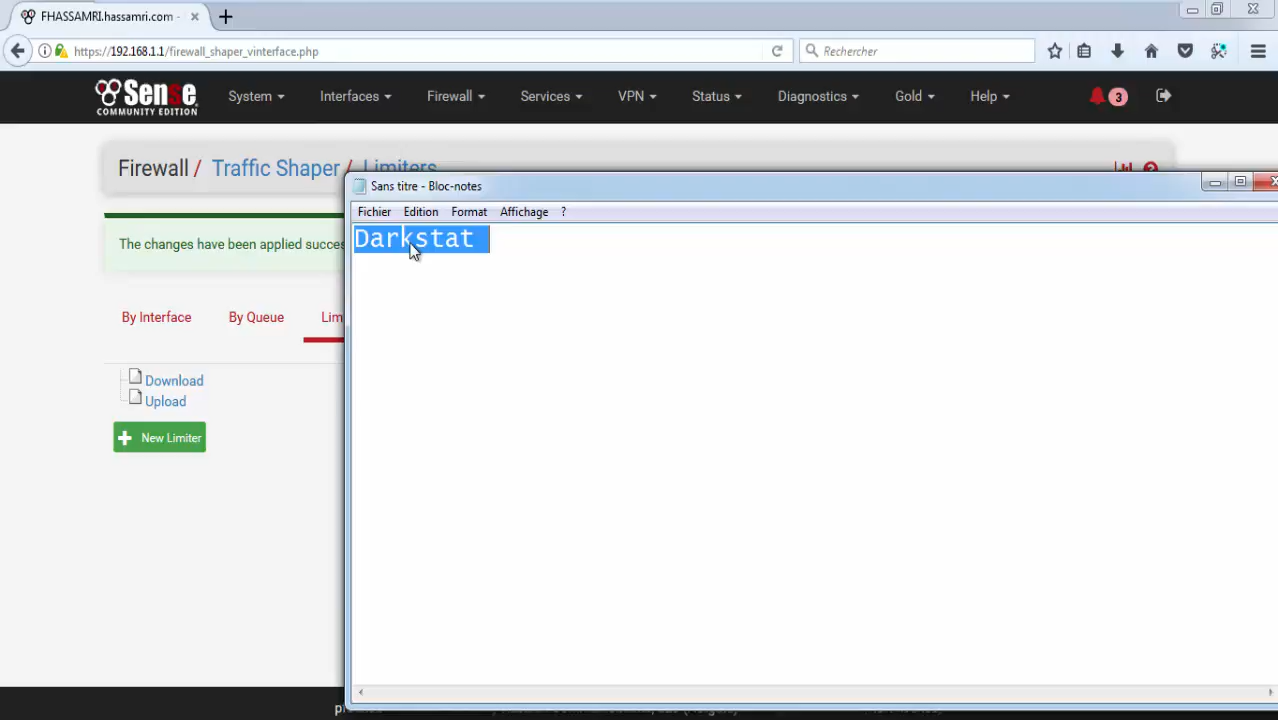 FHASSAMRI.hassamri.com -
https://192.168.1.1/firewall_shaper_vinterface.php
Rechercher
Sense
COMMUNITY EDITION
System Interfaces Firewall Services VPN Status Diagnostics Gold Help 3
Firewall / Traffic Shaper / Limiters
Sans titre - Bloc-notes
Fichier Edition Format Affichage ?
Darkstat
The changes have been applied succes
By Interface By Queue Lim
Download
Upload
New Limiter